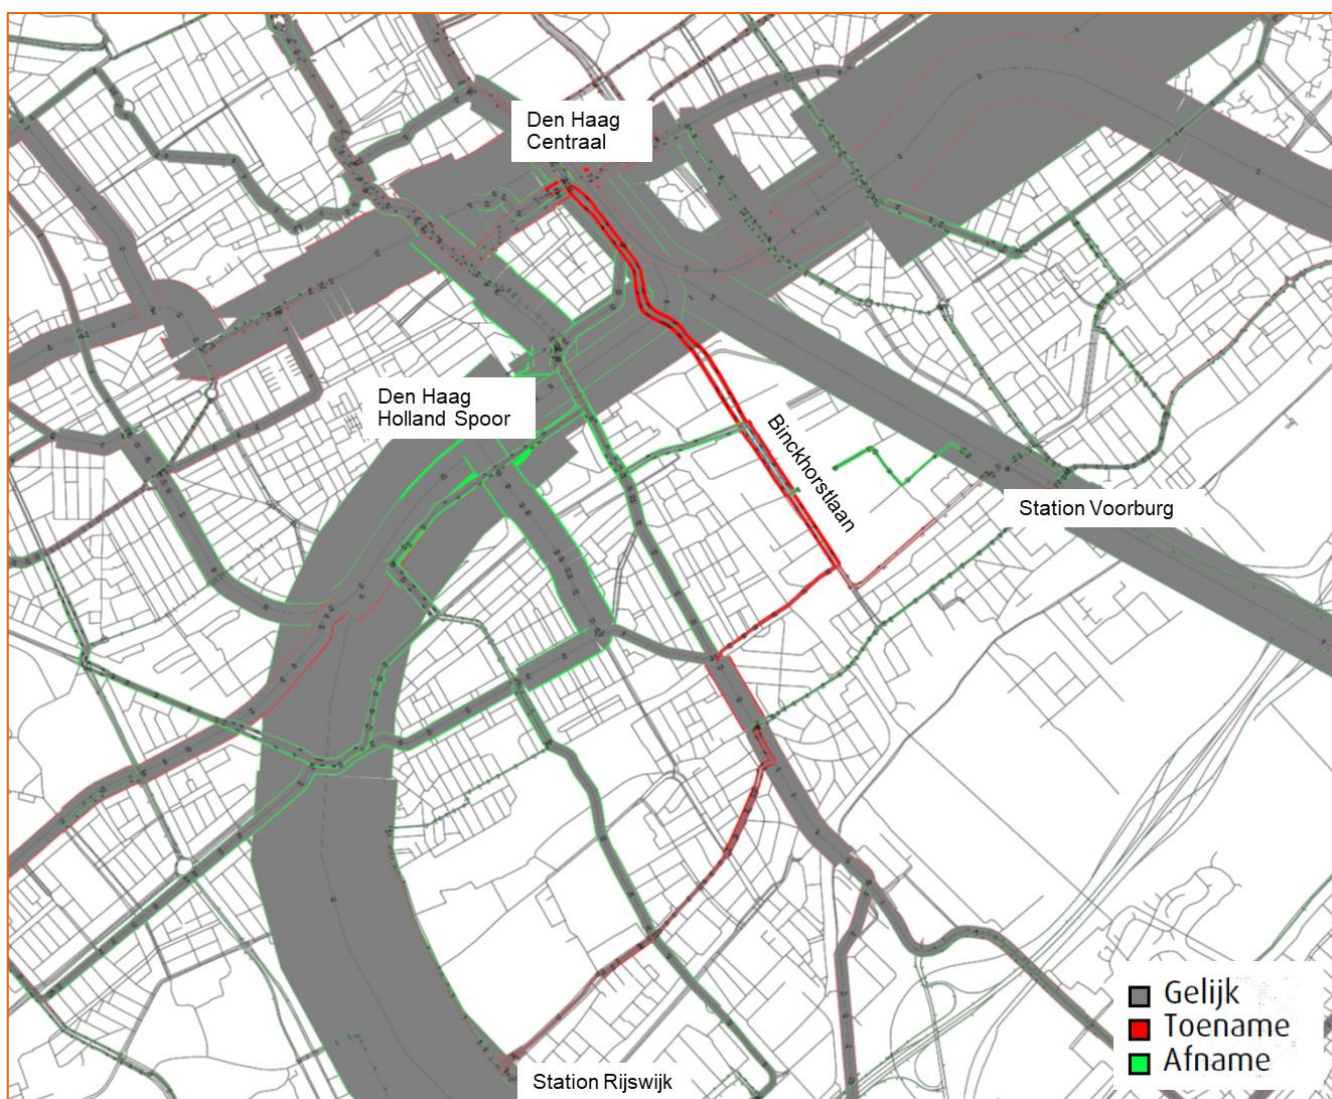 Den Haag
Centraal
Den Haag
Holland Spoor
Binckhorstlaan
Station Voorburg
Station Rijswijk
Gelijk
Toename
Afname